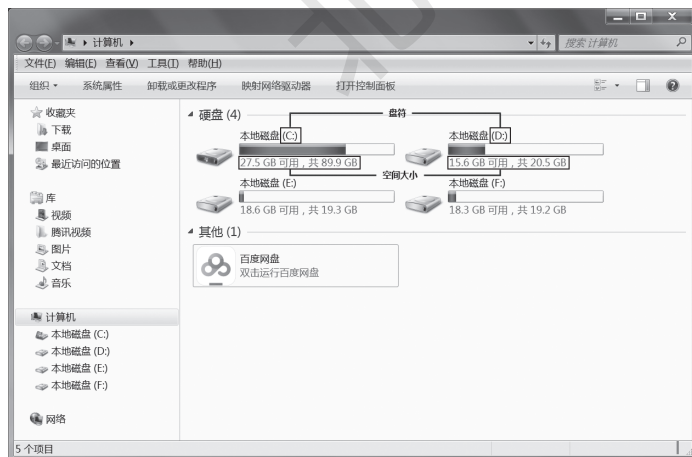 计算机
搜索 计算机
文件(F) 编辑(E) 查看(V) 工具(T) 帮助(H)
组织 系统属性 卸载或更改程序 映射网络驱动器 打开控制面板
收藏夹
下载
桌面
最近访问的位置
库
视频
腾讯视频
图片
文档
音乐
计算机
本地磁盘 (C:)
本地磁盘 (D:)
本地磁盘 (E:)
本地磁盘 (F:)
网络
硬盘 (4)
盘符
本地磁盘 (C:)
27.5 GB 可用,共 89.9 GB
本地磁盘 (D:)
15.6 GB 可用,共 20.5 GB
空间大小
本地磁盘 (E:)
18.6 GB 可用,共 19.3 GB
本地磁盘 (F:)
18.3 GB 可用,共 19.2 GB
其他 (1)
百度网盘
双击运行百度网盘
5 个项目